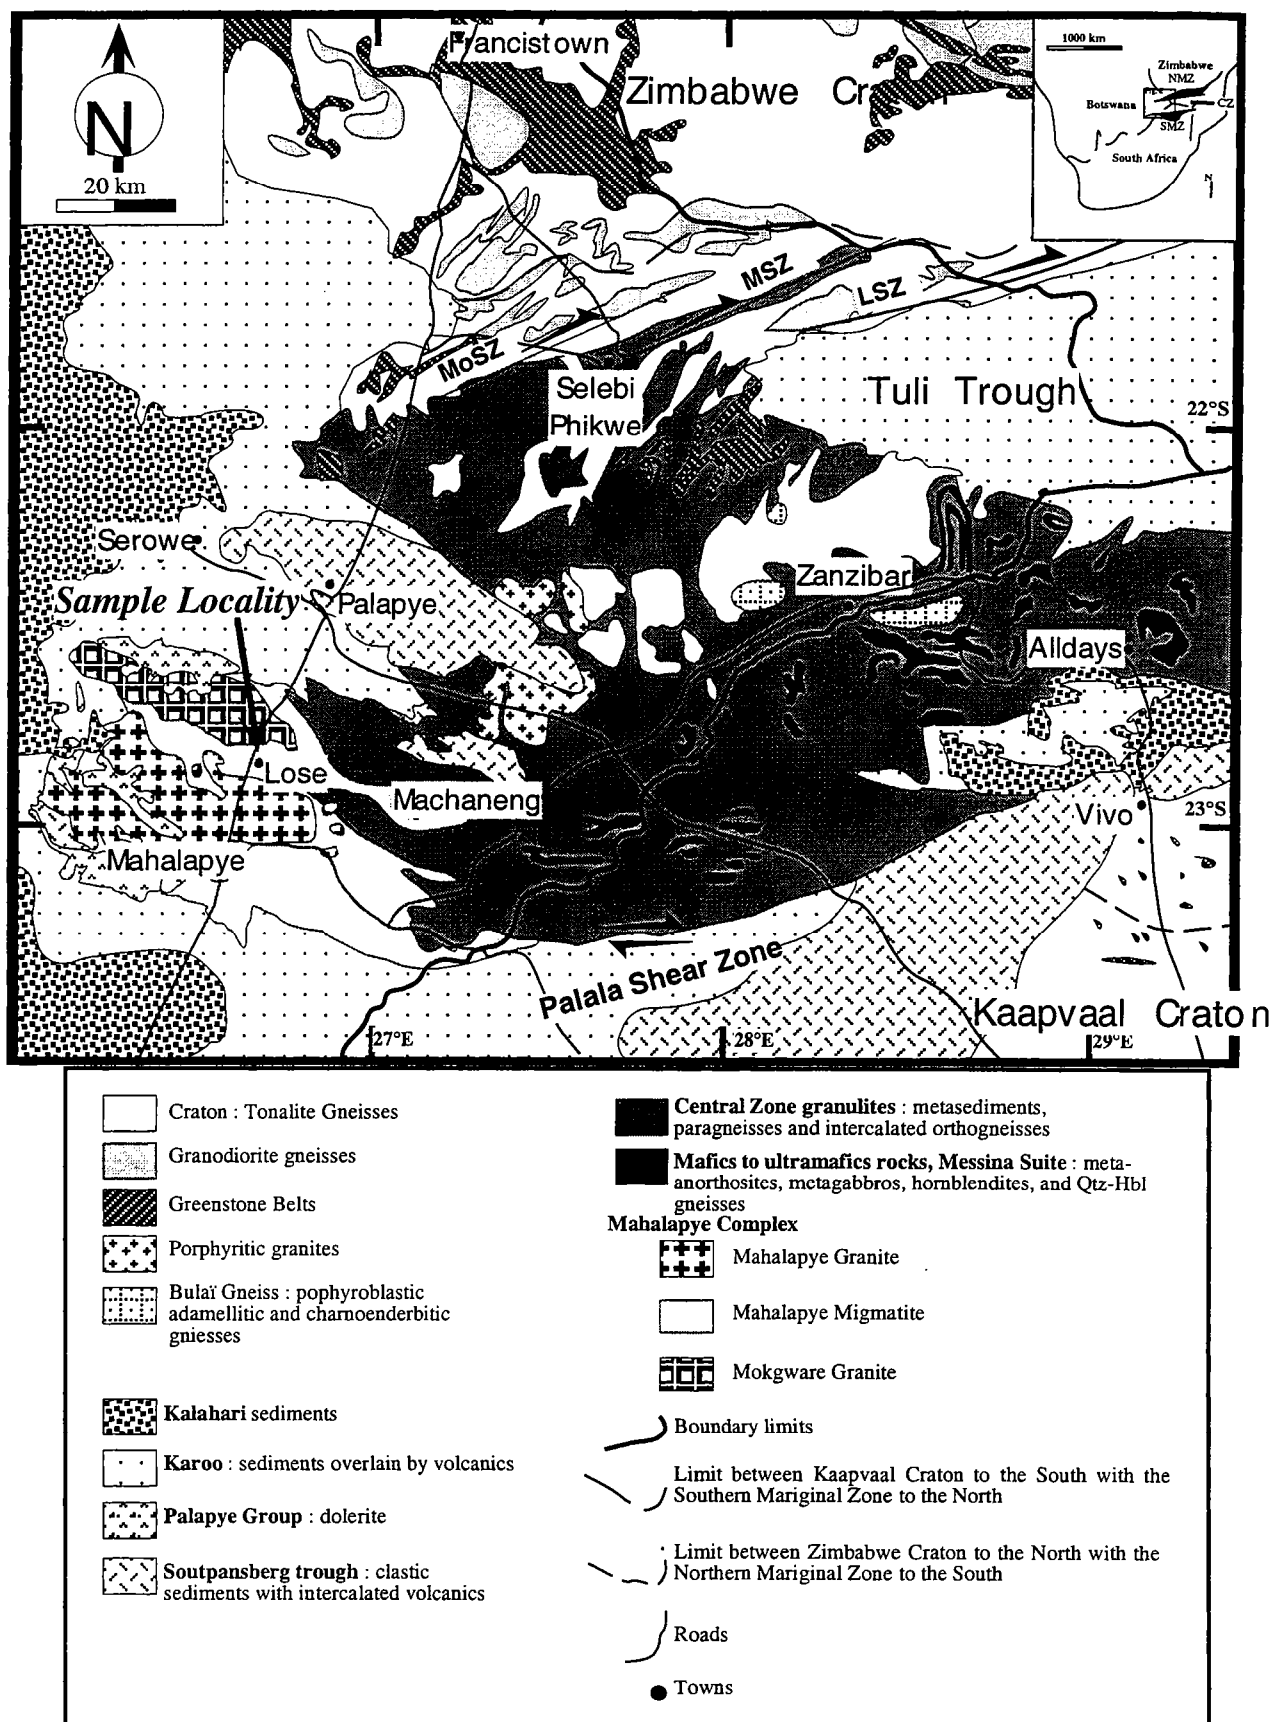 Francistown
Zimbabwe Craton
N
20 km
1000 km
Zimbabwe
NMZ
Botswana
CZ
SMZ
South Africa
N
MSZ
LSZ
MoSZ
Selebi
Phikwe
Tuli Trough
22°S
Serowe
Sample Locality
Palapye
Zanzibar
Alldays
Lose
Machaneng
Vivo
23°S
Mahalapye
Palala Shear Zone
Kaapvaal Craton
27°E
28°E
29°E
Craton : Tonalite Gneisses
Granodiorite gneisses
Greenstone Belts
Porphyritic granites
Bulaï Gneiss : pophyroblastic
adamellitic and charnoenderbitic
gniesses
Kalahari sediments
Karoo : sediments overlain by volcanics
Palapye Group : dolerite
Soutpansberg trough : clastic
sediments with intercalated volcanics
Central Zone granulites : metasediments,
paragneisses and intercalated orthogneisses
Mafics to ultramafics rocks, Messina Suite : meta-
anorthosites, metagabbros, hornblendites, and Qtz-Hbl
gneisses
Mahalapye Complex
Mahalapye Granite
Mahalapye Migmatite
Mokgware Granite
Boundary limits
Limit between Kaapvaal Craton to the South with the
Southern Mariginal Zone to the North
Limit between Zimbabwe Craton to the North with the
Northern Mariginal Zone to the South
Roads
Towns